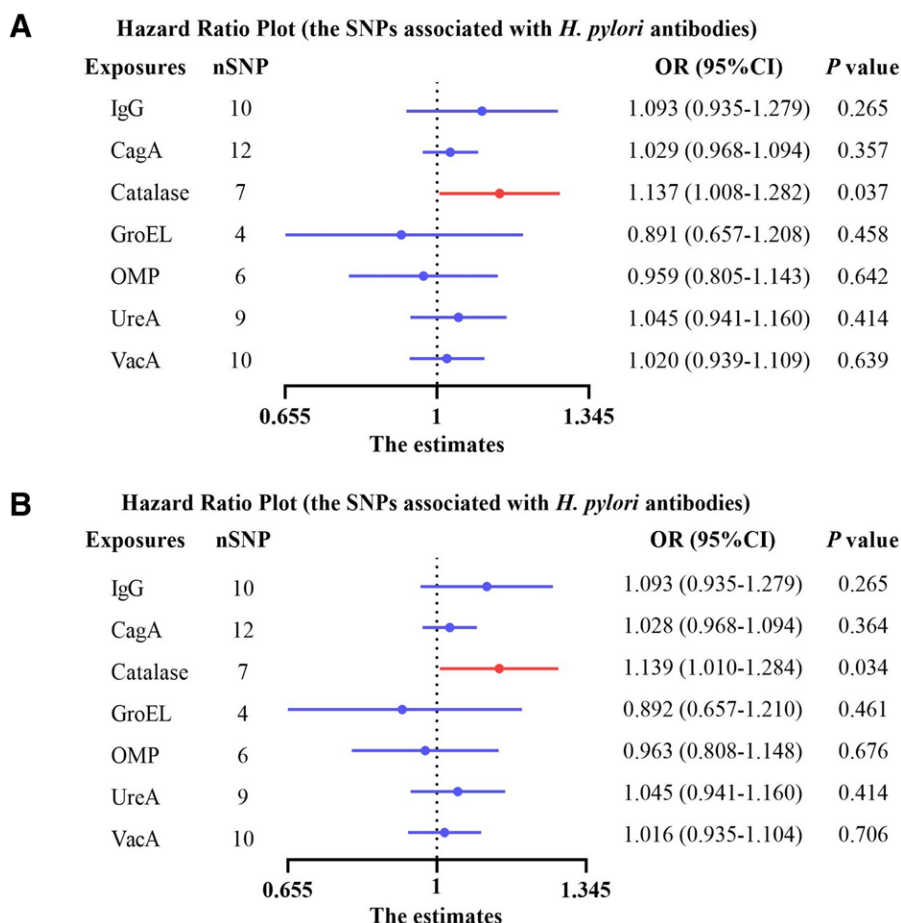 A
Hazard Ratio Plot (the SNPs associated with H. pylori antibodies)
Exposures nSNP OR (95%CI) P value
IgG 10 1.093 (0.935-1.279) 0.265
CagA 12 1.029 (0.968-1.094) 0.357
Catalase 7 1.137 (1.008-1.282) 0.037
GroEL 4 0.891 (0.657-1.208) 0.458
OMP 6 0.959 (0.805-1.143) 0.642
UreA 9 1.045 (0.941-1.160) 0.414
VacA 10 1.020 (0.939-1.109) 0.639
0.655 1 1.345
The estimates
B
Hazard Ratio Plot (the SNPs associated with H. pylori antibodies)
Exposures nSNP OR (95%CI) P value
IgG 10 1.093 (0.935-1.279) 0.265
CagA 12 1.028 (0.968-1.094) 0.364
Catalase 7 1.139 (1.010-1.284) 0.034
GroEL 4 0.892 (0.657-1.210) 0.461
OMP 6 0.963 (0.808-1.148) 0.676
UreA 9 1.045 (0.941-1.160) 0.414
VacA 10 1.016 (0.935-1.104) 0.706
0.655 1 1.345
The estimates